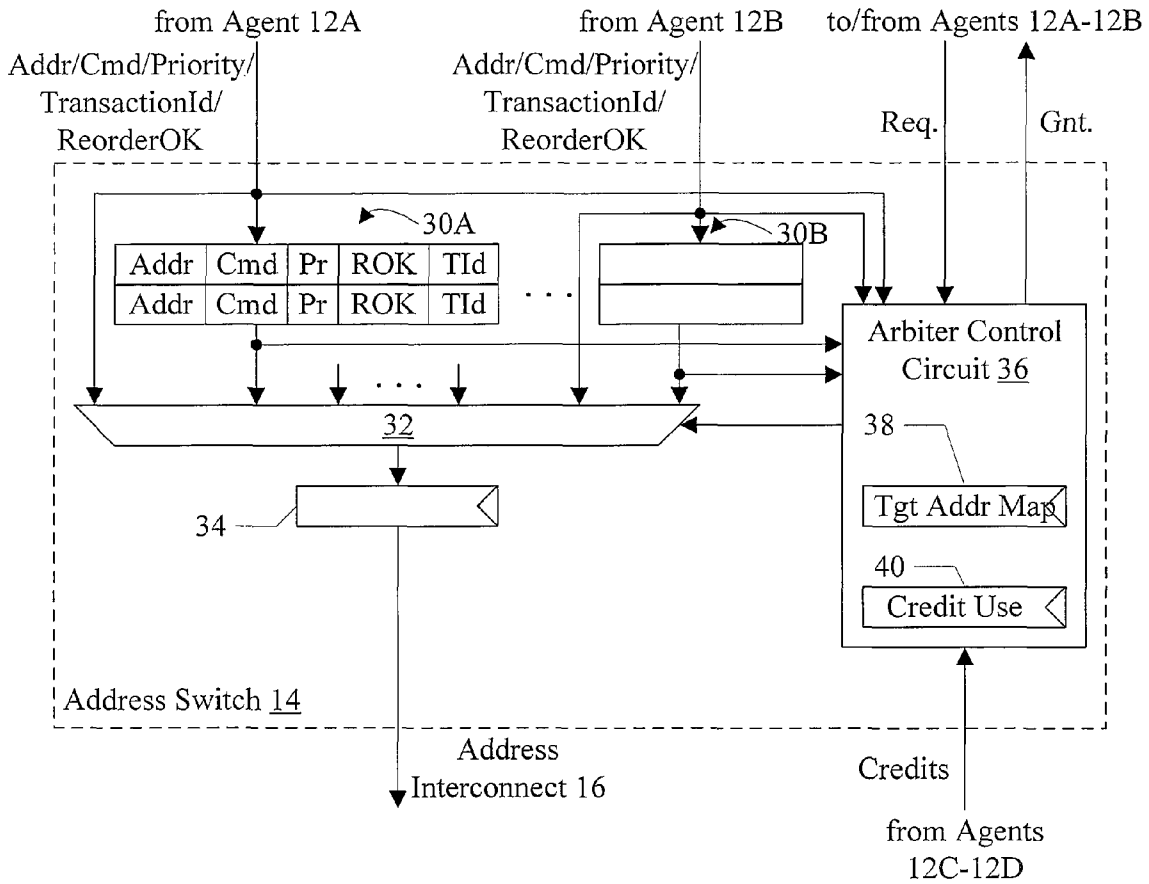 from Agent 12A
from Agent 12B
to/from Agents 12A-12B
Addr/Cmd/Priority/
TransactionId/
ReorderOK
Addr/Cmd/Priority/
TransactionId/
ReorderOK
Req.
Gnt.
30A
30B
Addr Cmd Pr ROK TId
Addr Cmd Pr ROK TId
. . .
Arbiter Control
Circuit 36
. . .
32
38
34
Tgt Addr Map
40
Credit Use
Address Switch 14
Address
Interconnect 16
Credits
from Agents
12C-12D